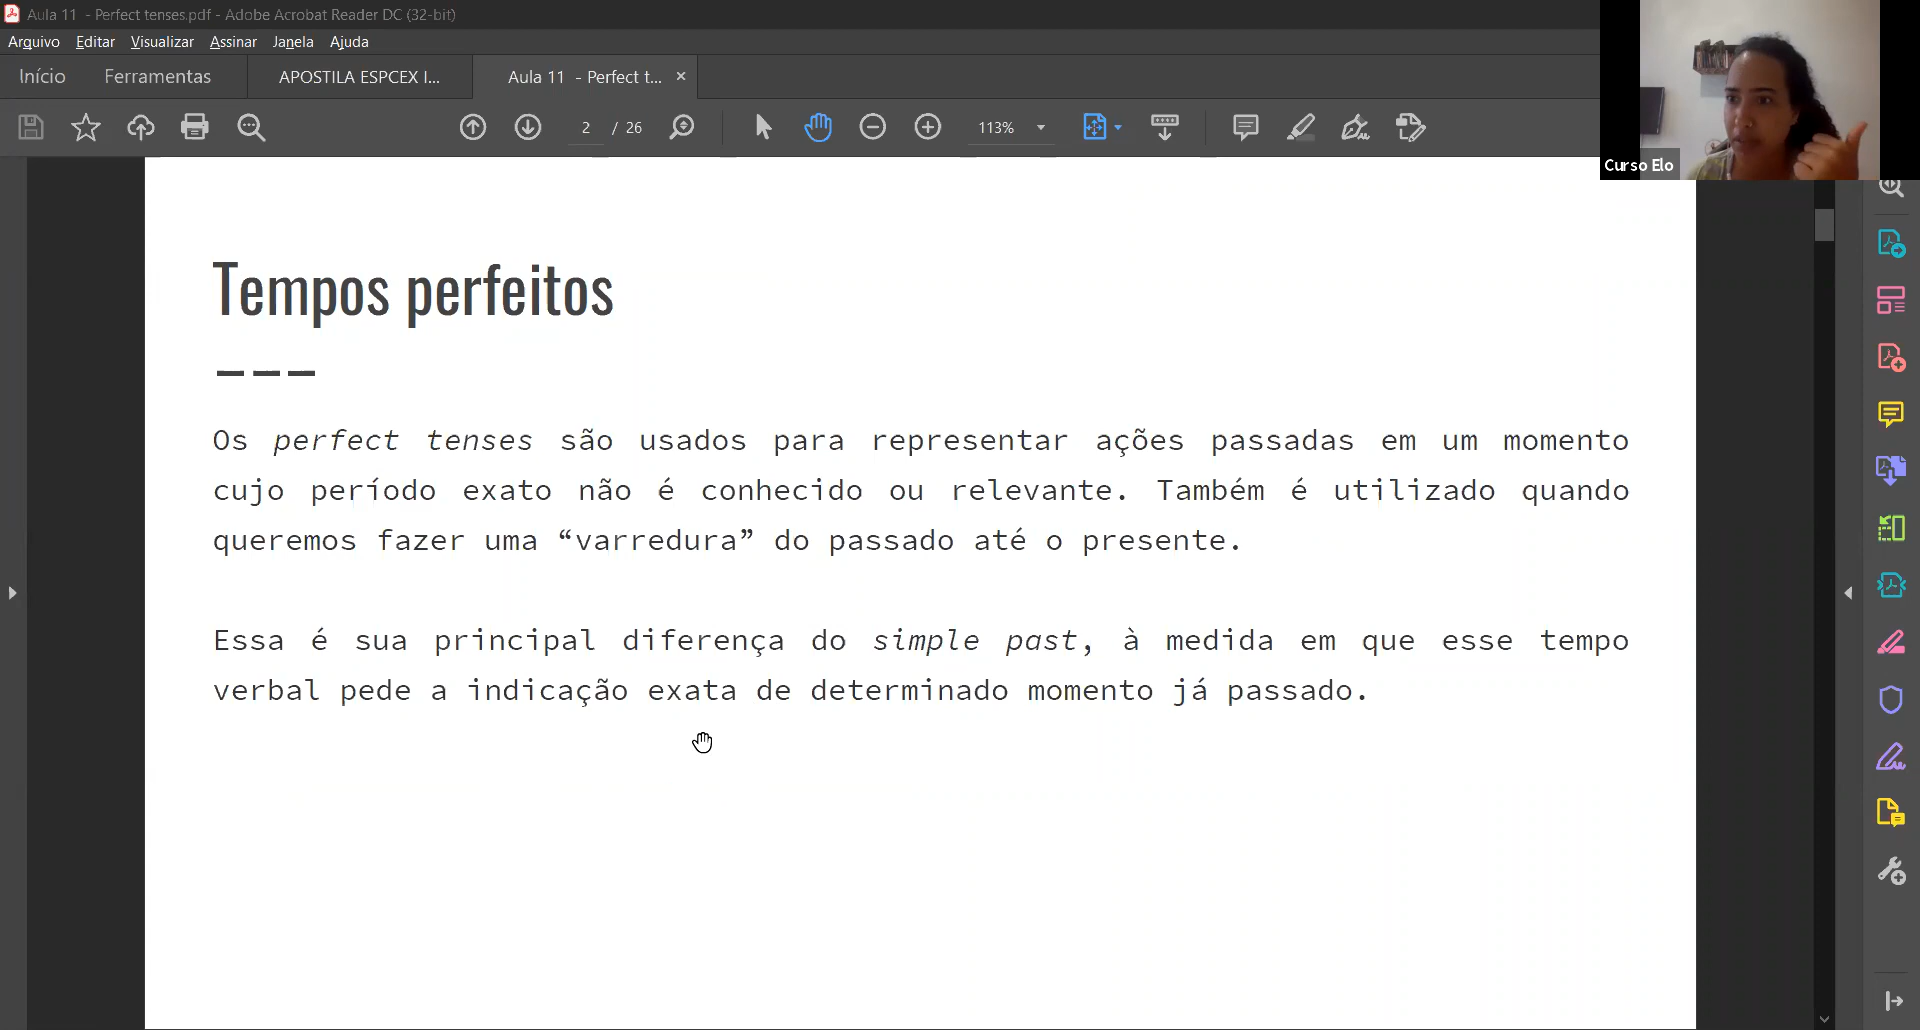 Aula 11 - Perfect tenses.pdf - Adobe Acrobat Reader DC (32-bit)
Arquivo Editar Visualizar Assinar Janela Ajuda
Início Ferramentas APOSTILA ESPCEX I... Aula 11 - Perfect t... ×
2 / 26 113%
Curso Elo
Tempos perfeitos
Os perfect tenses são usados para representar ações passadas em um momento
cujo período exato não é conhecido ou relevante. Também é utilizado quando
queremos fazer uma “varredura” do passado até o presente.
Essa é sua principal diferença do simple past, à medida em que esse tempo
verbal pede a indicação exata de determinado momento já passado.